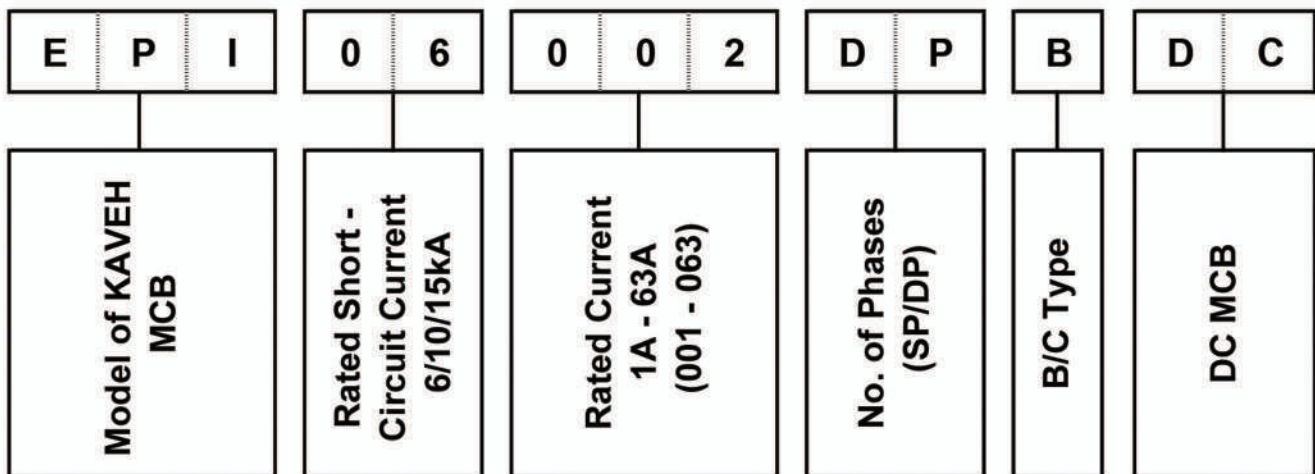 E P I 0 6 0 0 2 D P B D C
Model of KAVEH
MCB
Rated Short -
Circuit Current
6/10/15kA
Rated Current
1A - 63A
(001 - 063)
No. of Phases
(SP/DP)
B/C Type
DC MCB